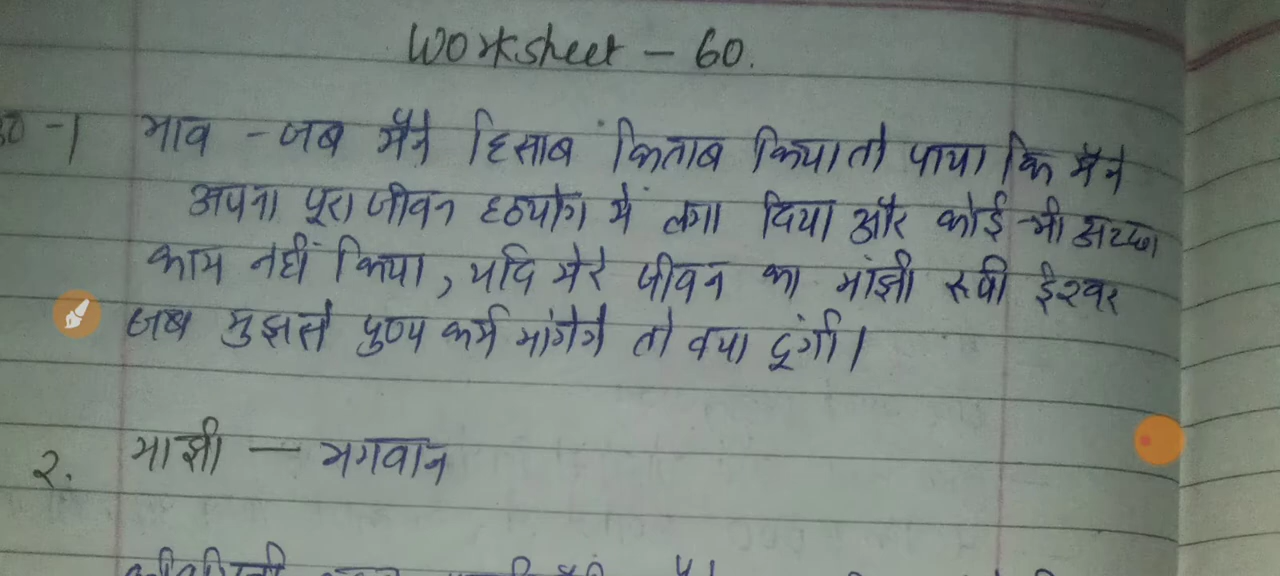 Worksheet - 60.
-1 भाव - जब मैंने हिसाब किताब किया तो पाया कि मैंने
अपना पूरा जीवन हठयोग में लगा दिया और कोई भी अच्छा
काम नहीं किया, यदि मेरे जीवन का मांझी रूपी ईश्वर
जब मुझसे पुण्य कर्म मांगेगे तो क्या दूंगी।
२. माझी — भगवान